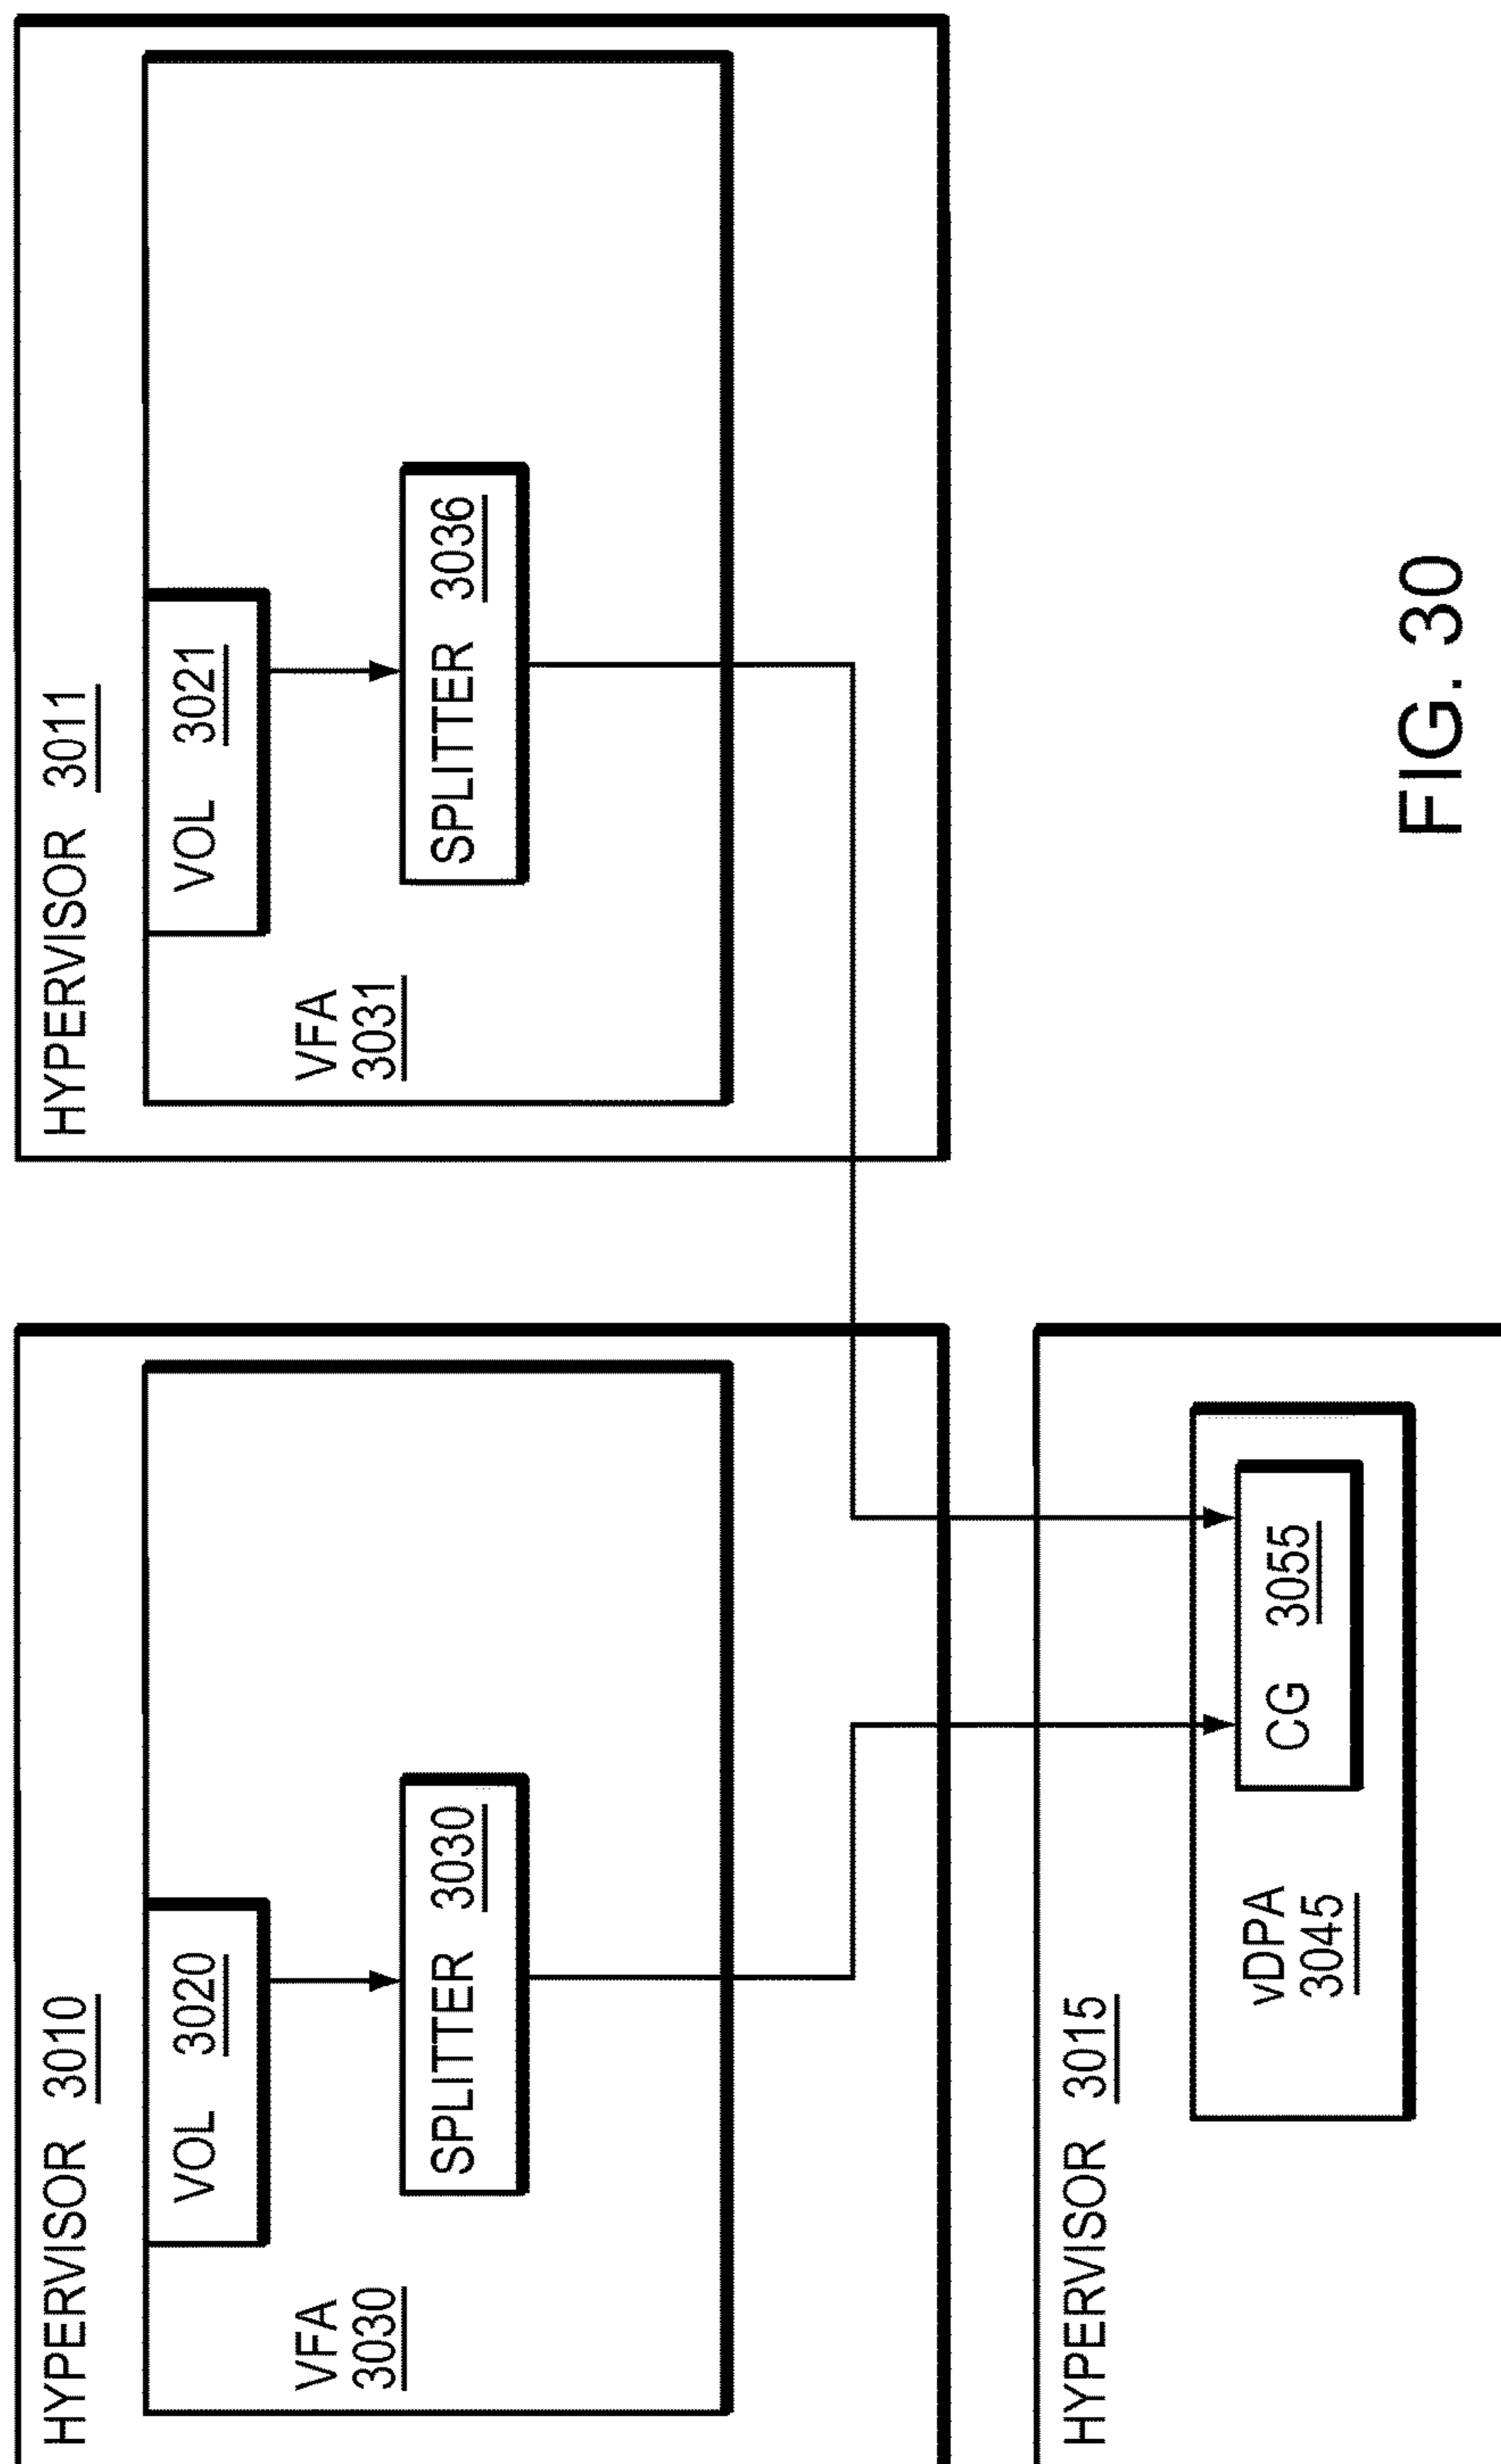 HYPERVISOR 3010
VOL 3020
VFA
3030
SPLITTER 3030
HYPERVISOR 3011
VOL 3021
VFA
3031
SPLITTER 3036
HYPERVISOR 3015
vDPA
3045
CG 3055
FIG. 30